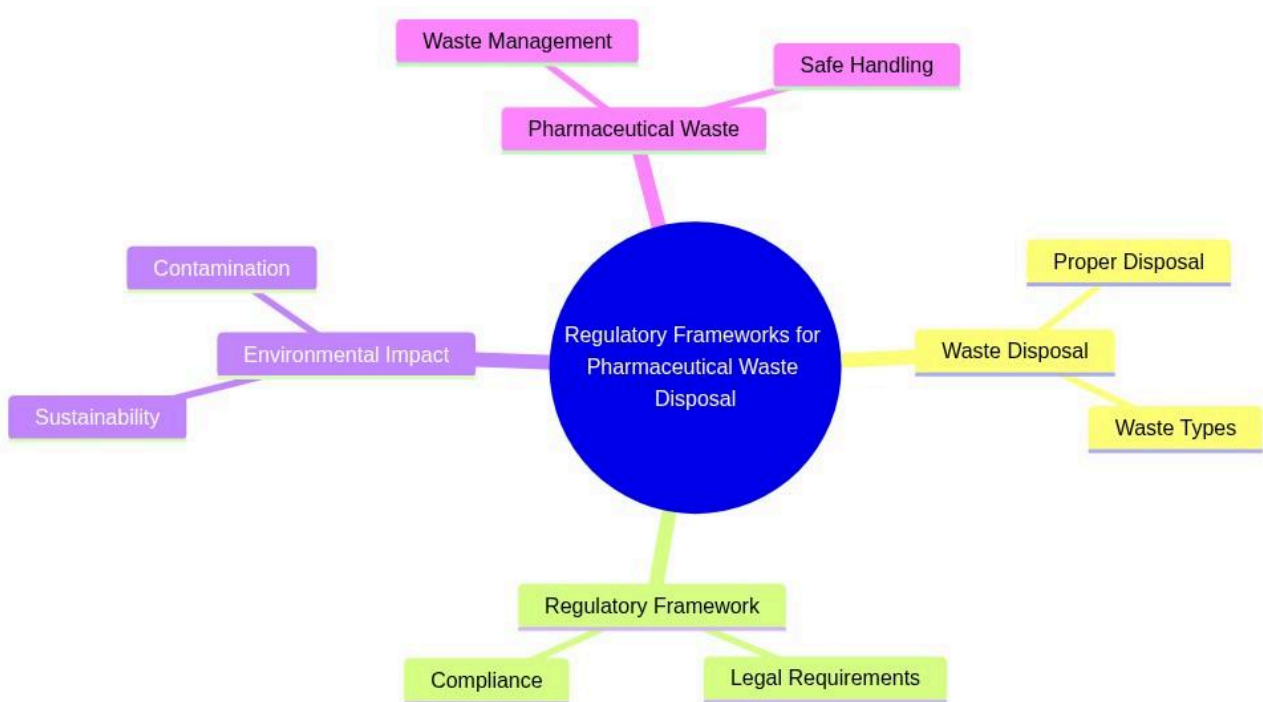 Waste Management
Safe Handling
Pharmaceutical Waste
Contamination
Proper Disposal
Environmental Impact
Regulatory Frameworks for
Pharmaceutical Waste
Disposal
Waste Disposal
Sustainability
Waste Types
Regulatory Framework
Compliance
Legal Requirements